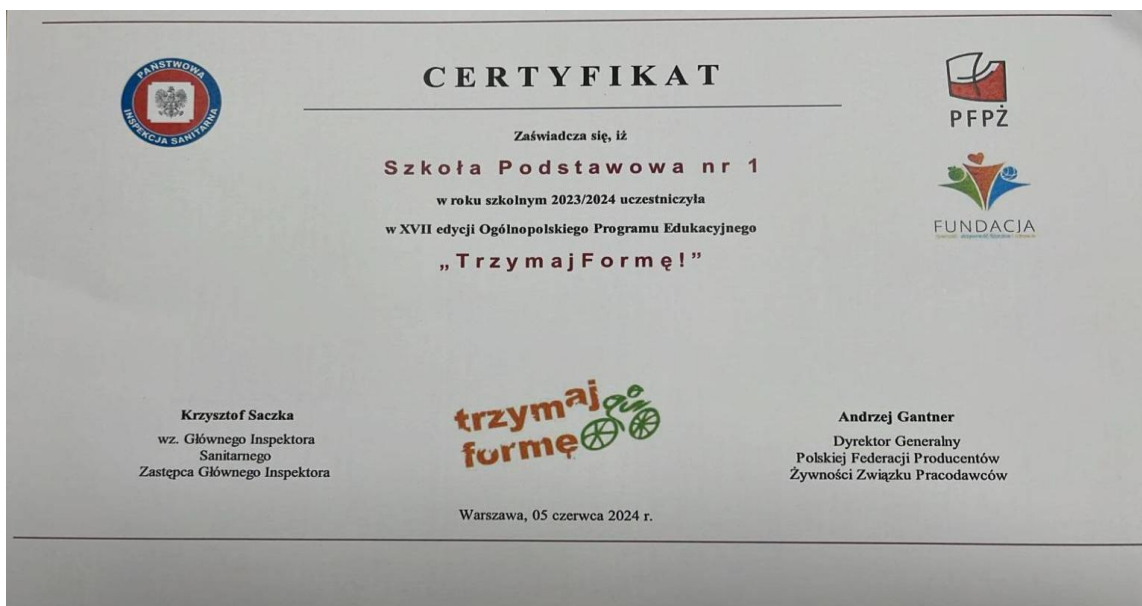 PAŃSTWOWA
INSPEKCJA SANITARNA
CERTYFIKAT
PFPŻ
Zaświadcza się, iż
Szkoła Podstawowa nr 1
w roku szkolnym 2023/2024 uczestniczyła
w XVII edycji Ogólnopolskiego Programu Edukacyjnego
„TrzymajFormę!”
FUNDACJA
trzymaj
formę
Krzysztof Saczka
wz. Głównego Inspektora
Sanitarnego
Zastępca Głównego Inspektora
Andrzej Gantner
Dyrektor Generalny
Polskiej Federacji Producentów
Żywności Związku Pracodawców
Warszawa, 05 czerwca 2024 r.